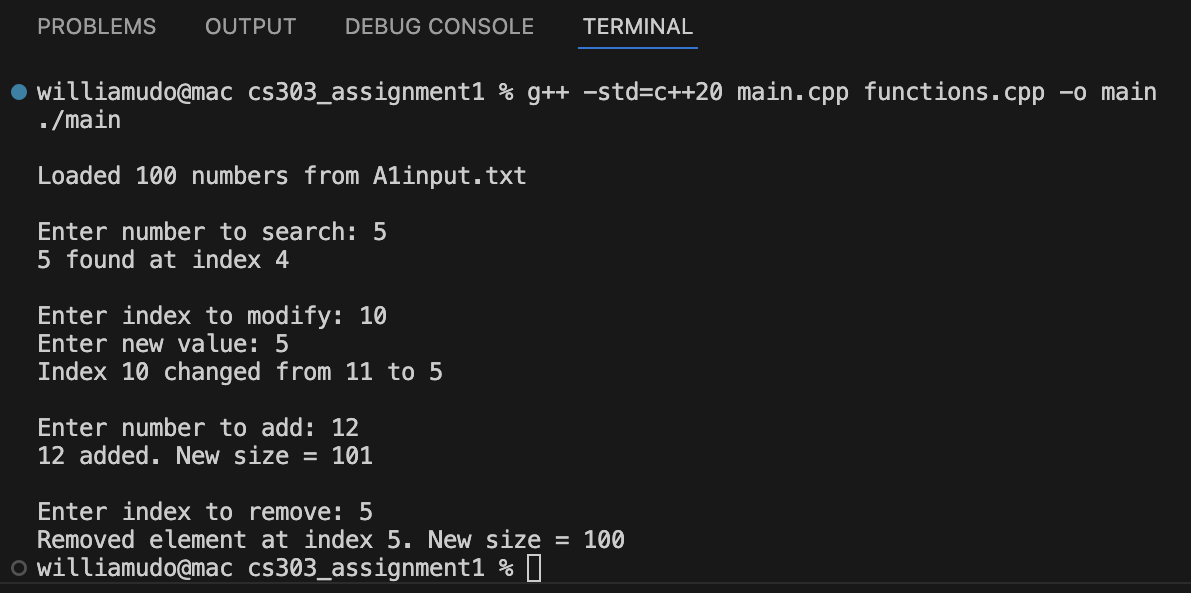 PROBLEMS OUTPUT DEBUG CONSOLE TERMINAL
williamudo@mac cs303_assignment1 % g++ -std=c++20 main.cpp functions.cpp -o main
./main
Loaded 100 numbers from A1input.txt
Enter number to search: 5
5 found at index 4
Enter index to modify: 10
Enter new value: 5
Index 10 changed from 11 to 5
Enter number to add: 12
12 added. New size = 101
Enter index to remove: 5
Removed element at index 5. New size = 100
williamudo@mac cs303_assignment1 %